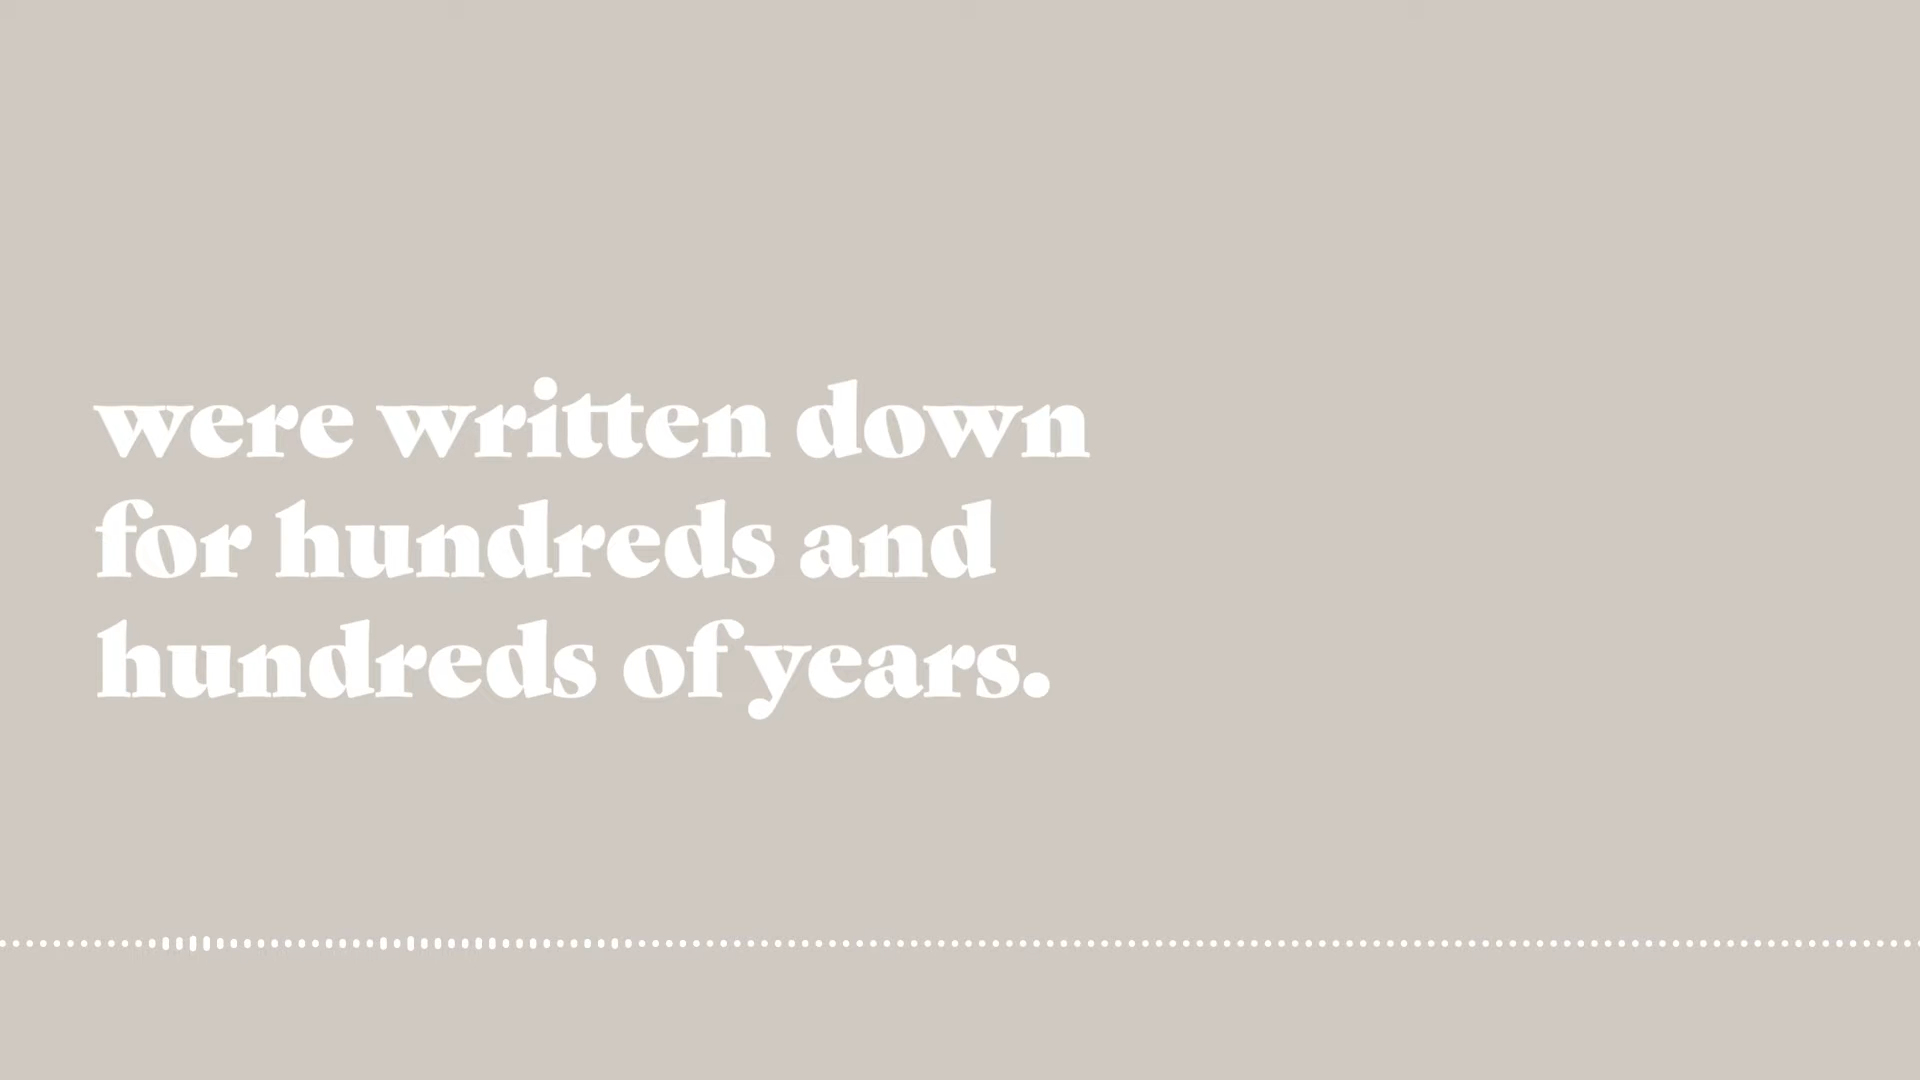 were written down
for hundreds and
hundreds of years.